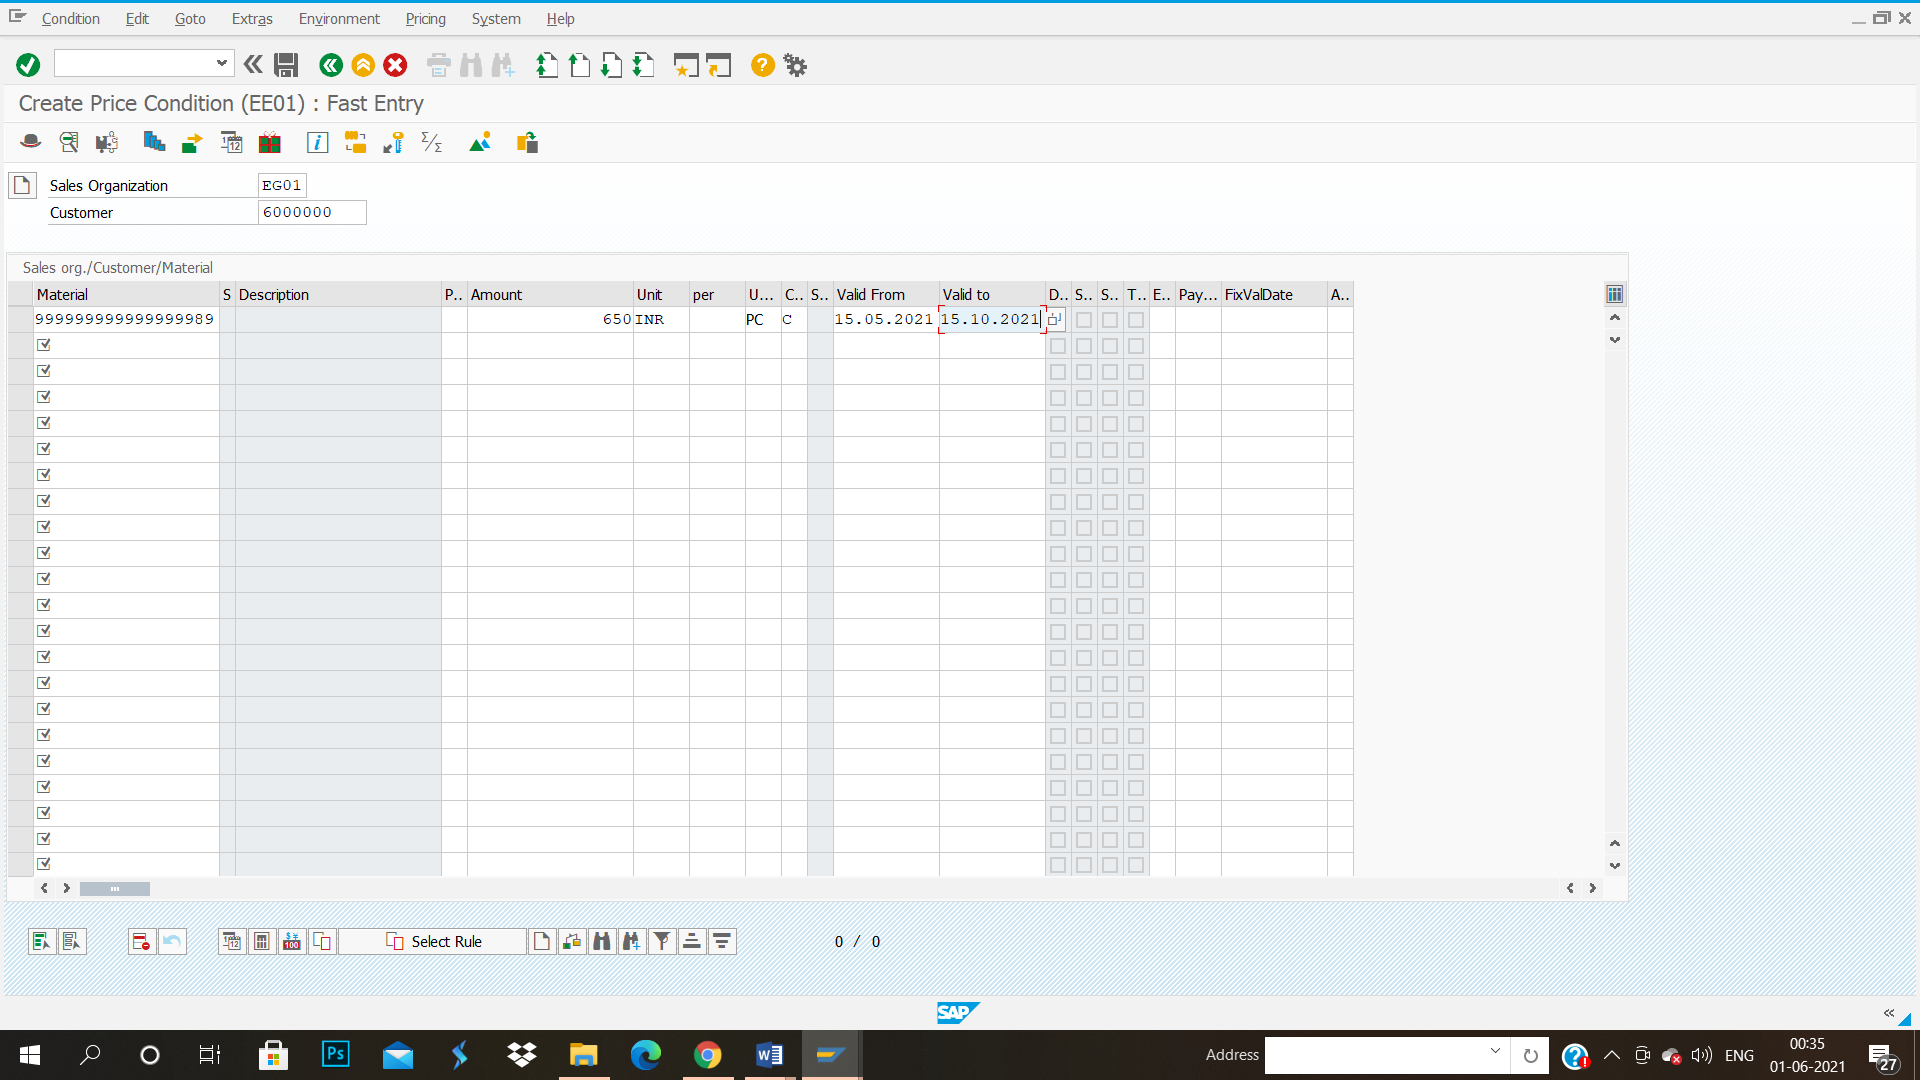 Condition Edit Goto Extras Environment Pricing System Help
Create Price Condition (EE01) : Fast Entry
Sales Organization EG01
Customer 6000000
Sales org./Customer/Material
Material S Description P.. Amount Unit per U... C.. S.. Valid From Valid to D.. S.. S.. T.. E.. Pay... FixValDate A..
999999999999999989 650 INR PC C 15.05.2021 15.10.2021
Select Rule 0 / 0
SAP
Address ENG 00:35
01-06-2021 27